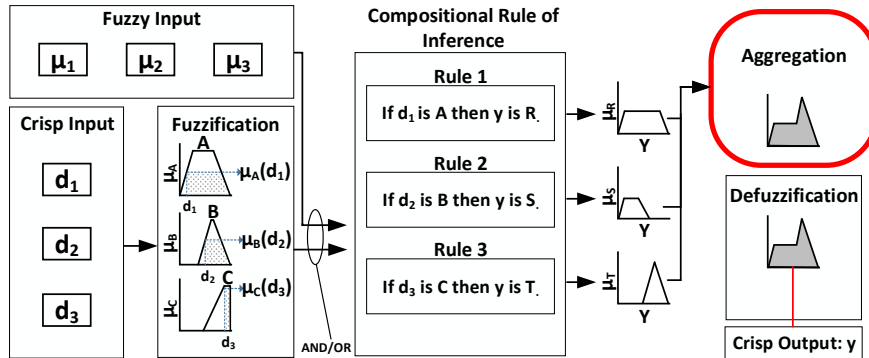 Fuzzy Input
μ1 μ2 μ3
Crisp Input
d1
d2
d3
Fuzzification
A
μA
μA(d1)
d1
B
μB
μB(d2)
d2
C
μC
μC(d3)
d3
AND/OR
Compositional Rule of
Inference
Rule 1
If d1 is A then y is R.
Rule 2
If d2 is B then y is S.
Rule 3
If d3 is C then y is T.
μR
Y
μS
Y
μT
Y
Aggregation
Defuzzification
Crisp Output: y